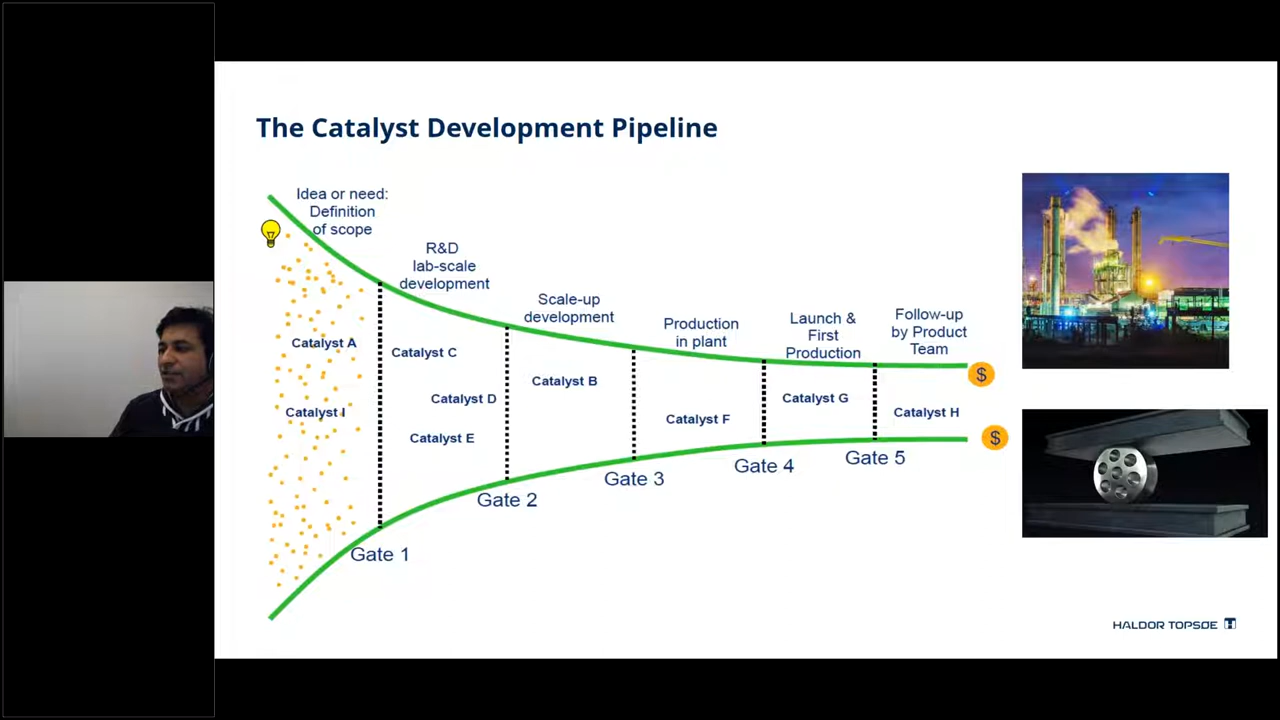 The Catalyst Development Pipeline
Idea or need:
Definition
of scope
R&D
lab-scale
development
Scale-up
development
Production
in plant
Launch &
First
Production
Follow-up
by Product
Team
Catalyst A
Catalyst I
Catalyst C
Catalyst D
Catalyst E
Catalyst B
Catalyst F
Catalyst G
Catalyst H
$
$
Gate 1
Gate 2
Gate 3
Gate 4
Gate 5
HALDOR TOPSØE